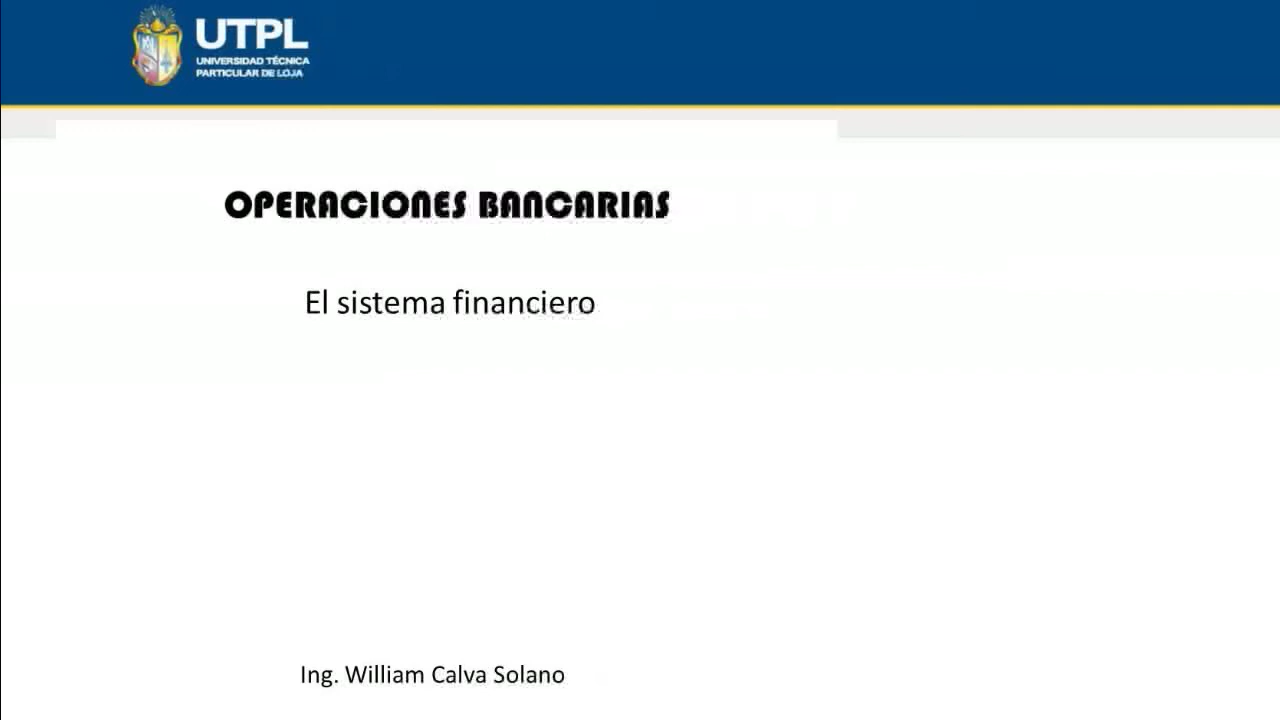 UTPL
UNIVERSIDAD TÉCNICA
PARTICULAR DE LOJA
OPERACIONES BANCARIAS
El sistema financiero
Ing. William Calva Solano